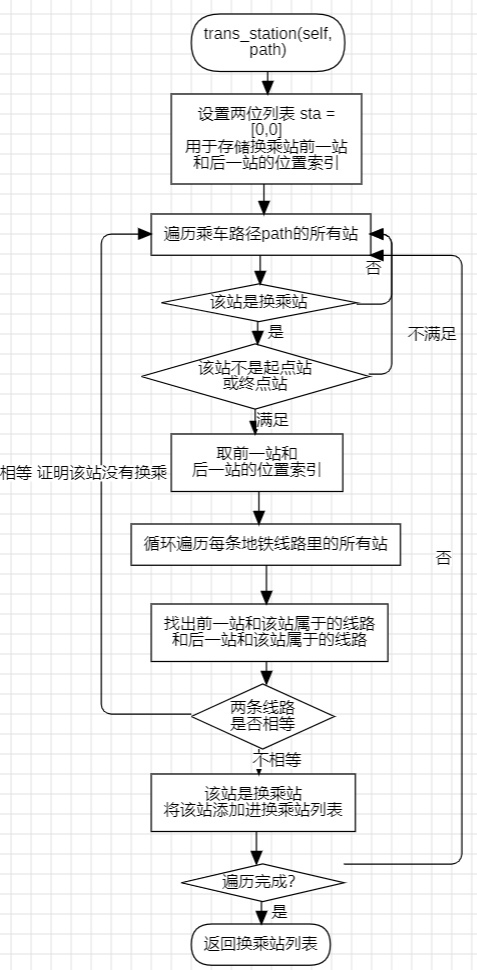 trans_station(self,
path)
设置两位列表 sta =
[0,0]
用于存储换乘站前一站
和后一站的位置索引
遍历乘车路径path的所有站
否
该站是换乘站
是
不满足
该站不是起点站
或终点站
满足
取前一站和
后一站的位置索引
相等 证明该站没有换乘
循环遍历每条地铁线路里的所有站
否
找出前一站和该站属于的线路
和后一站和该站属于的线路
两条线路
是否相等
不相等
该站是换乘站
将该站添加进换乘站列表
遍历完成?
是
返回换乘站列表